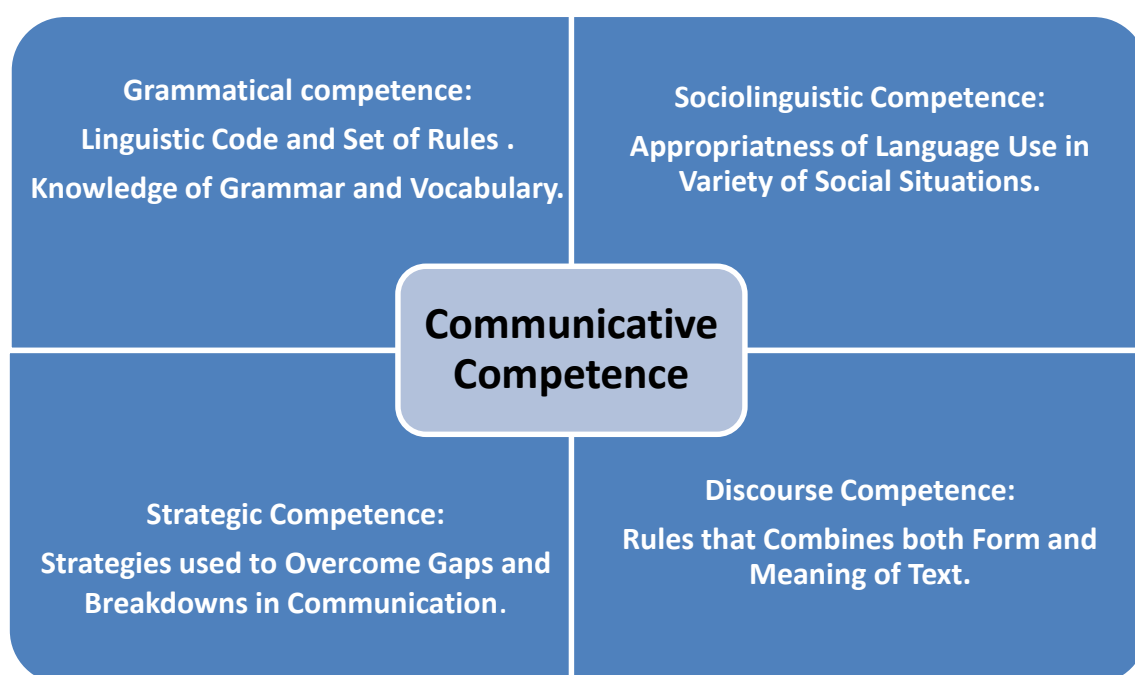 Grammatical competence:
Linguistic Code and Set of Rules .
Knowledge of Grammar and Vocabulary.
Sociolinguistic Competence:
Appropriatness of Language Use in
Variety of Social Situations.
Communicative
Competence
Strategic Competence:
Strategies used to Overcome Gaps and
Breakdowns in Communication.
Discourse Competence:
Rules that Combines both Form and
Meaning of Text.